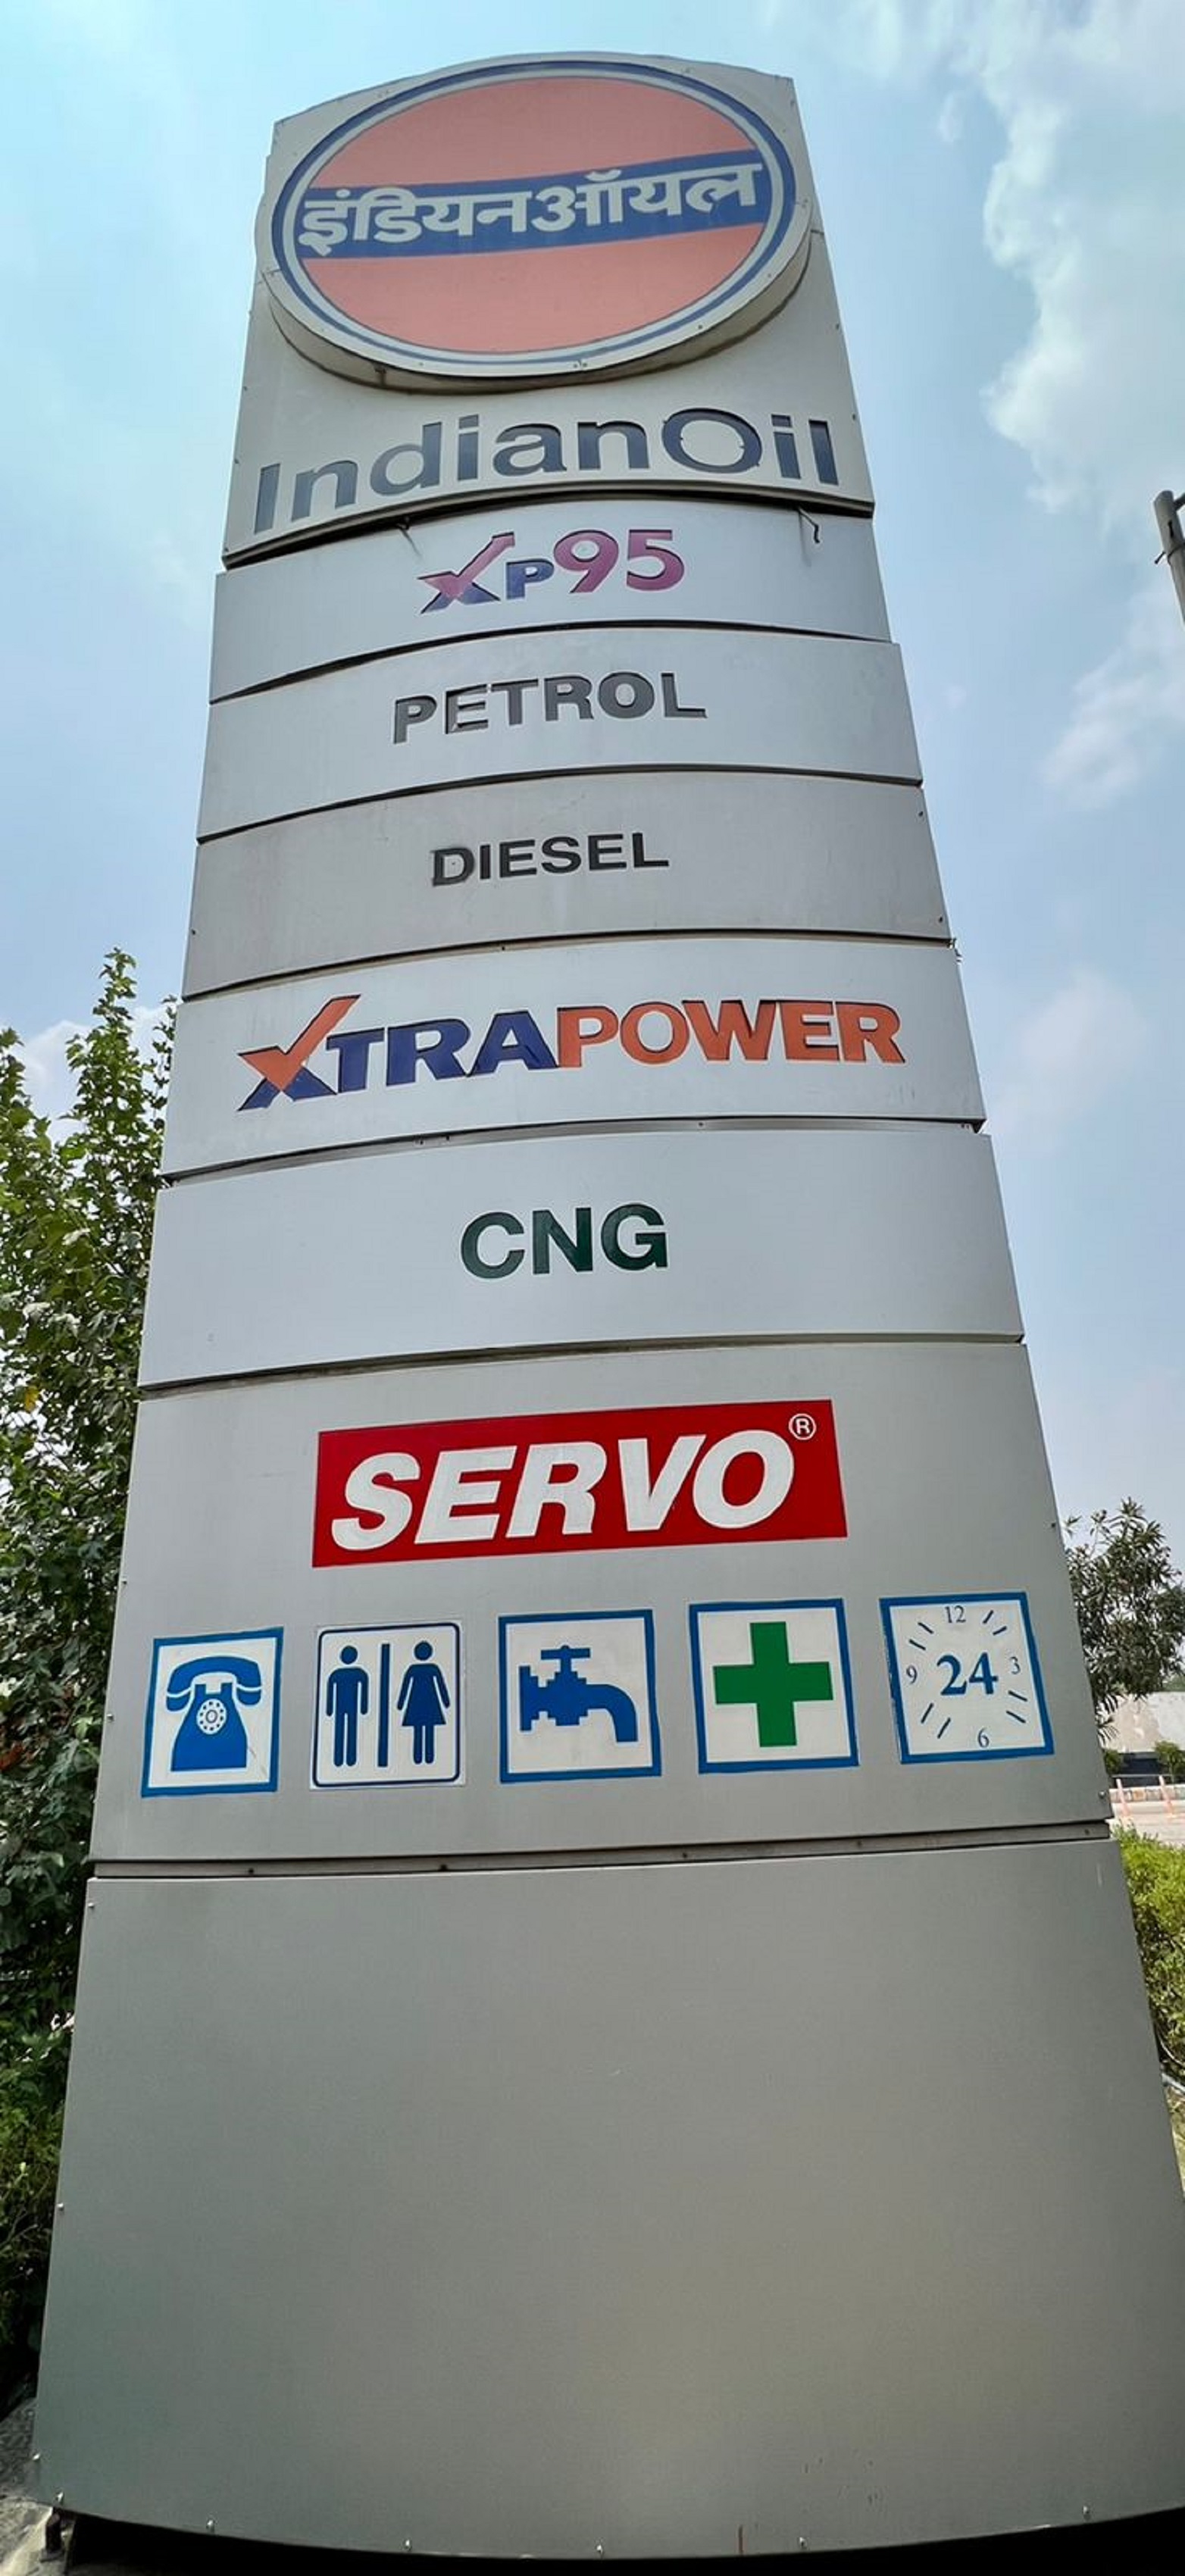 इंडियनऑयल
IndianOil
XP95
PETROL
DIESEL
XTRAPOWER
CNG
SERVO®
12
9 24 3
6